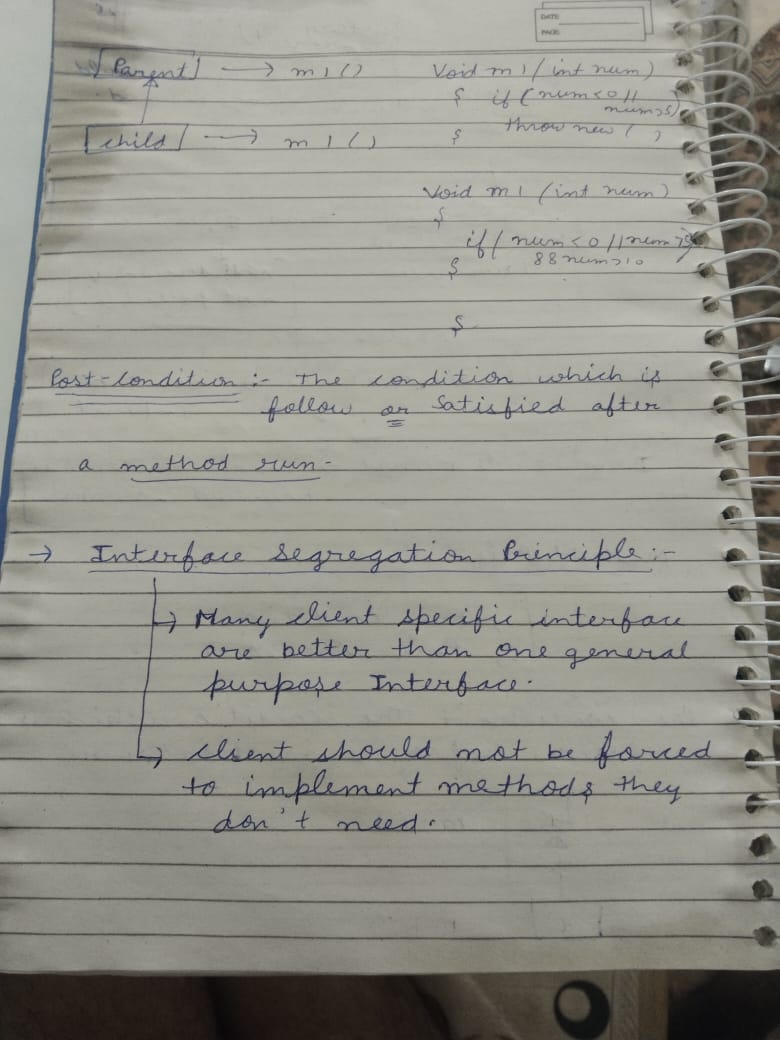 DATE
PAGE
[Parent] → m1() Void m1(int num)
{ if (num<0 ||
num>5)
[child] → m1() { throw new ( )
Void m1(int num)
{
if(num<0 || num>5)
{ && num>10
}
Post-condition :- The condition which is
follow or Satisfied after
a method run-
→ Interface Segregation Principle :-
↳ Many client specific interface
are better than one general
purpose Interface.
↳ client should not be forced
to implement methods they
don't need.